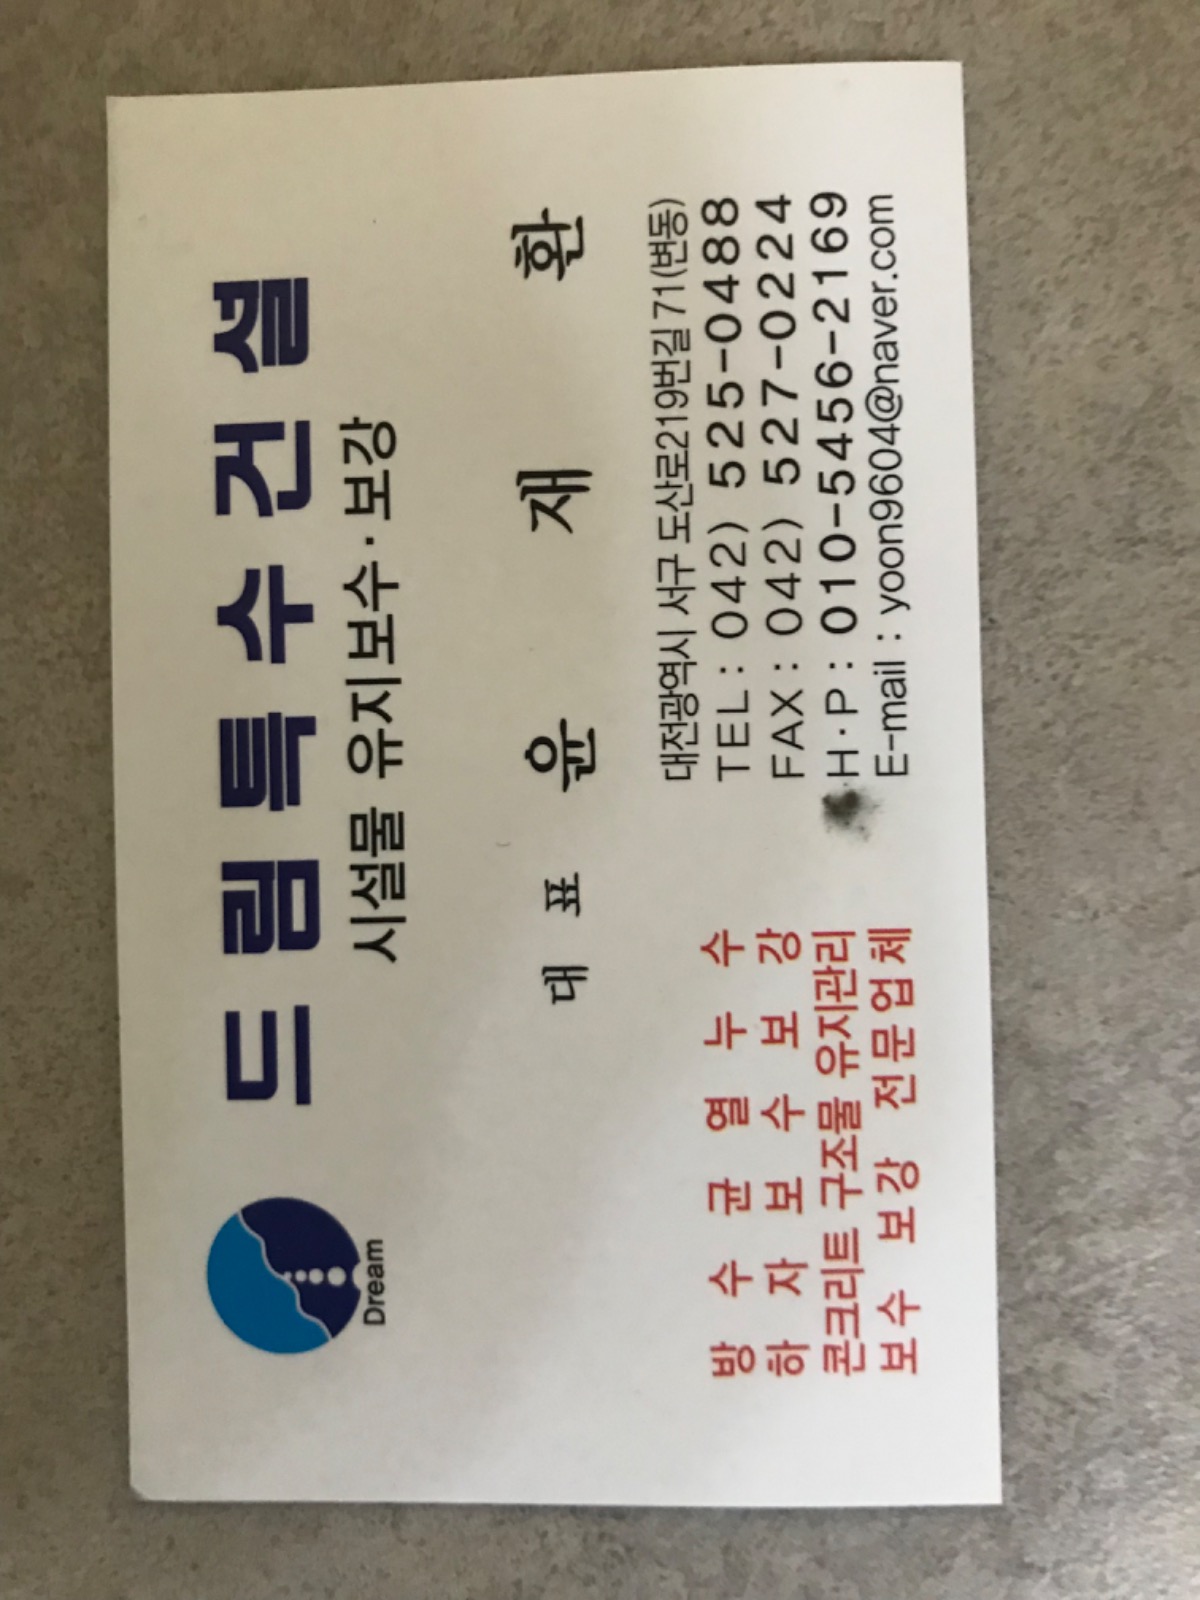 드림특수건설
Dream
시설물 유지보수·보강
대표 윤재환
방수균열누수
하자보수보강
콘크리트 구조물 유지관리
보수 보강 전문업체
대전광역시 서구 도산로219번길 71(변동)
TEL : 042) 525-0488
FAX : 042) 527-0224
H·P : 010-5456-2169
E-mail : yoon9604@naver.com